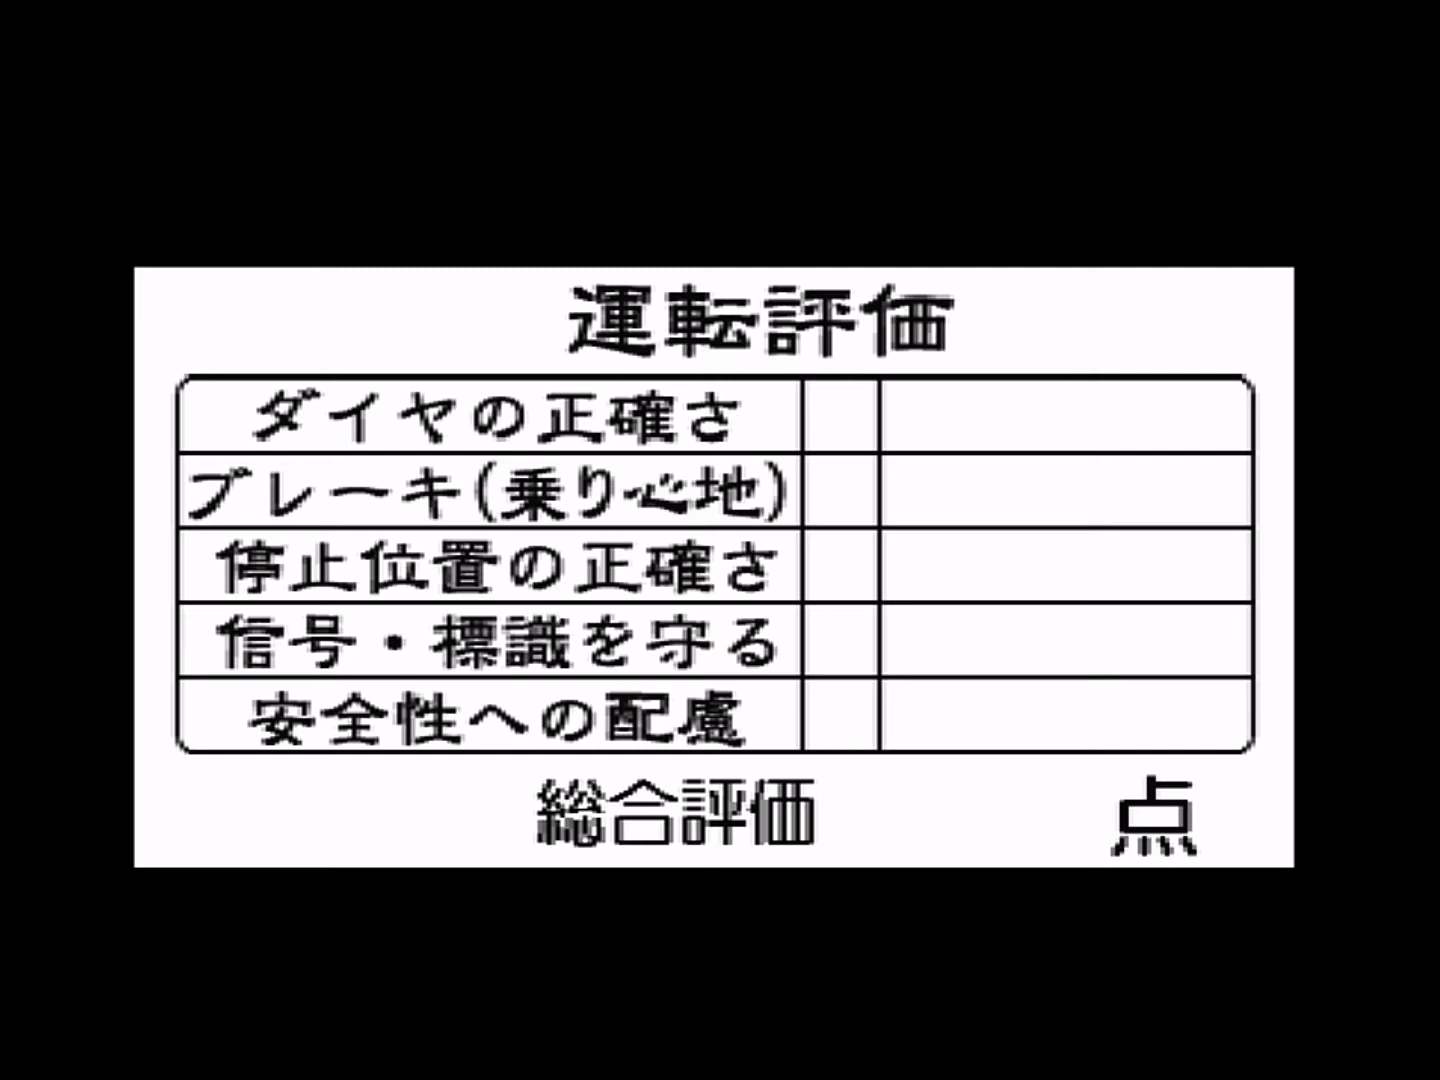 運転評価
ダイヤの正確さ
ブレーキ(乗り心地)
停止位置の正確さ
信号・標識を守る
安全性への配慮
総合評価 点